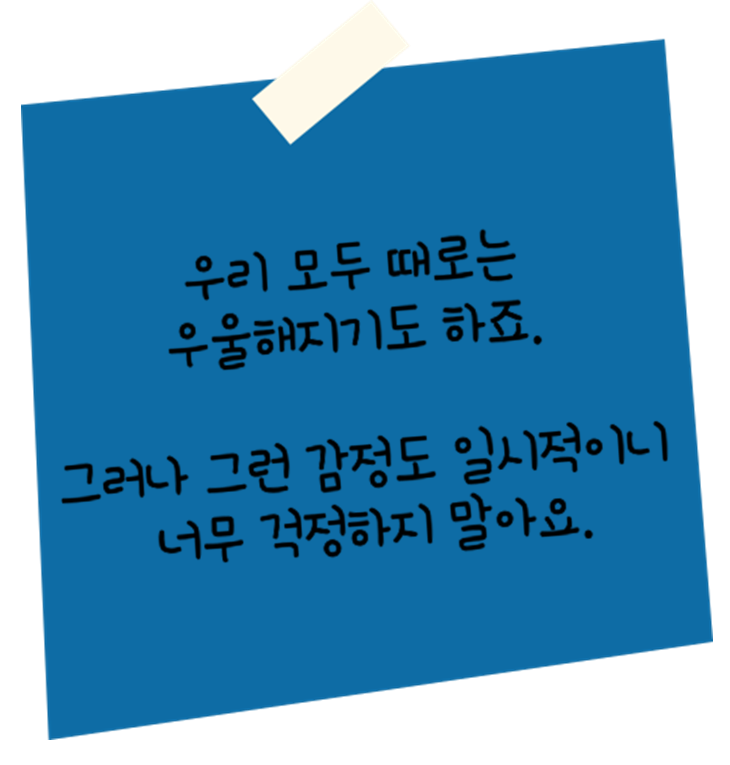 우리 모두 때로는
우울해지기도 하죠.
그러나 그런 감정도 일시적이니
너무 걱정하지 말아요.